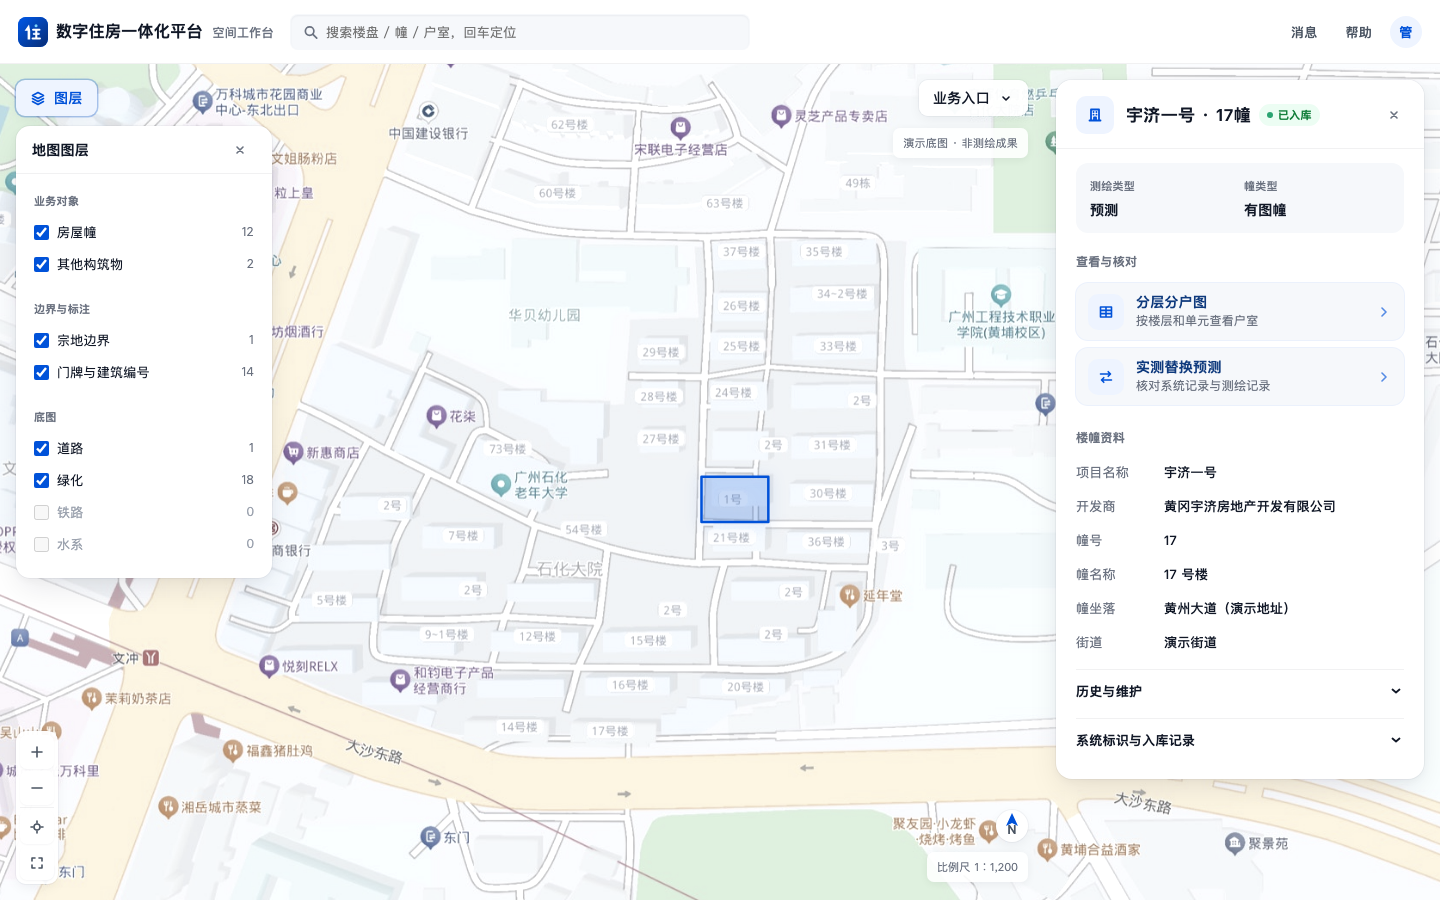 住 数字住房一体化平台 空间工作台 搜索楼盘 / 幢 / 户室，回车定位 消息 帮助 管
图层
地图图层
业务对象
房屋幢 12
其他构筑物 2
边界与标注
宗地边界 1
门牌与建筑编号 14
底图
道路 1
绿化 18
铁路 0
水系 0
业务入口
演示底图 · 非测绘成果
万科城市花园商业
中心-东北出口
中国建设银行
62号楼
宋联电子经营店
灵芝产品专卖店
文姐肠粉店
粒上皇
60号楼
63号楼
49栋
37号楼
35号楼
华贝幼儿园
26号楼
34-2号楼
广州工程技术职业
学院(黄埔校区)
坊烟酒行
29号楼
25号楼
33号楼
28号楼
24号楼
2号
花柒
新惠商店
73号楼
27号楼
2号
31号楼
广州石化
老年大学
2号
1号
30号楼
7号楼
54号楼
21号楼
36号楼
3号
商银行
石化大院
5号楼
2号
2号
2号
延年堂
9-1号楼
12号楼
15号楼
2号
文冲
悦刻RELX
和钧电子产品
经营商行
16号楼
20号楼
茉莉奶茶店
14号楼
17号楼
福鑫猪肚鸡
大沙东路
万科里
湘岳城市蒸菜
东门
东门
聚友园·小龙虾
·烧烤·烤鱼
N
黄埔合益酒家
大沙东路
聚景苑
比例尺 1：1,200
宇济一号 · 17幢 已入库
测绘类型 幢类型
预测 有图幢
查看与核对
分层分户图
按楼层和单元查看户室
实测替换预测
核对系统记录与测绘记录
楼幢资料
项目名称 宇济一号
开发商 黄冈宇济房地产开发有限公司
幢号 17
幢名称 17 号楼
幢坐落 黄州大道（演示地址）
街道 演示街道
历史与维护
系统标识与入库记录